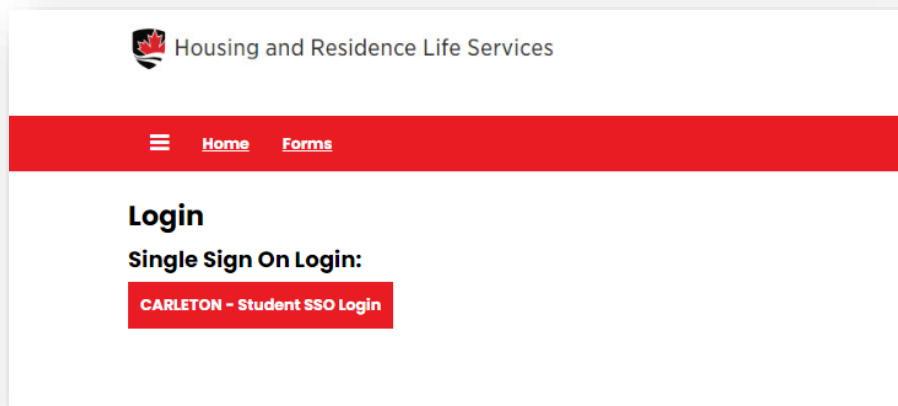 Housing and Residence Life Services
Home Forms
Login
Single Sign On Login:
CARLETON - Student SSO Login